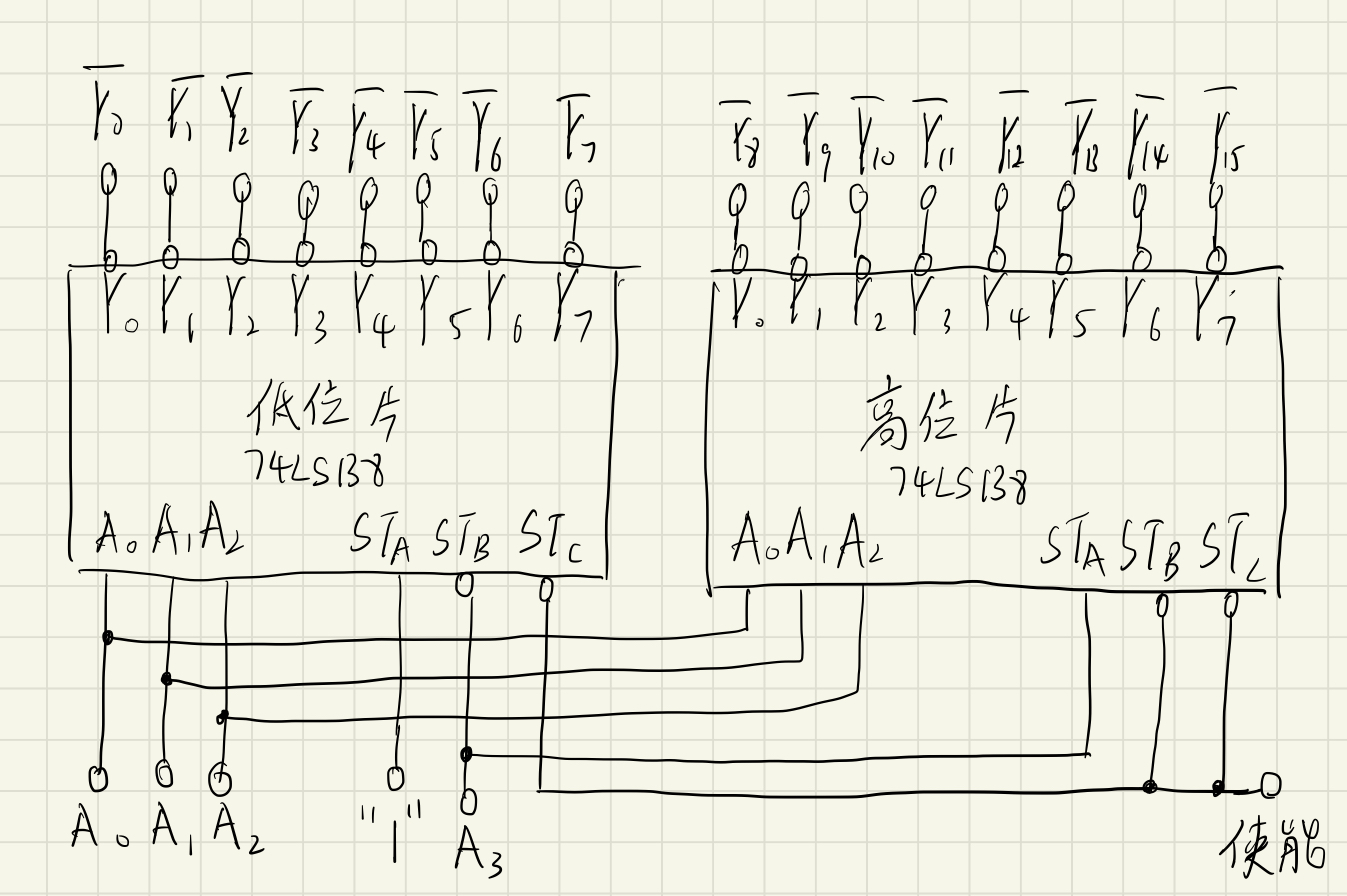 Y̅₀ Y̅₁ Y̅₂ Y̅₃ Y̅₄ Y̅₅ Y̅₆ Y̅₇ Y̅₈ Y̅₉ Y̅₁₀ Y̅₁₁ Y̅₁₂ Y̅₁₃ Y̅₁₄ Y̅₁₅
Y₀ Y₁ Y₂ Y₃ Y₄ Y₅ Y₆ Y₇ Y₀ Y₁ Y₂ Y₃ Y₄ Y₅ Y₆ Y₇
低位片 高位片
74LS138 74LS138
A₀ A₁ A₂ STA STB STC A₀ A₁ A₂ STA STB STC
A₀ A₁ A₂ "1" A₃ 使能